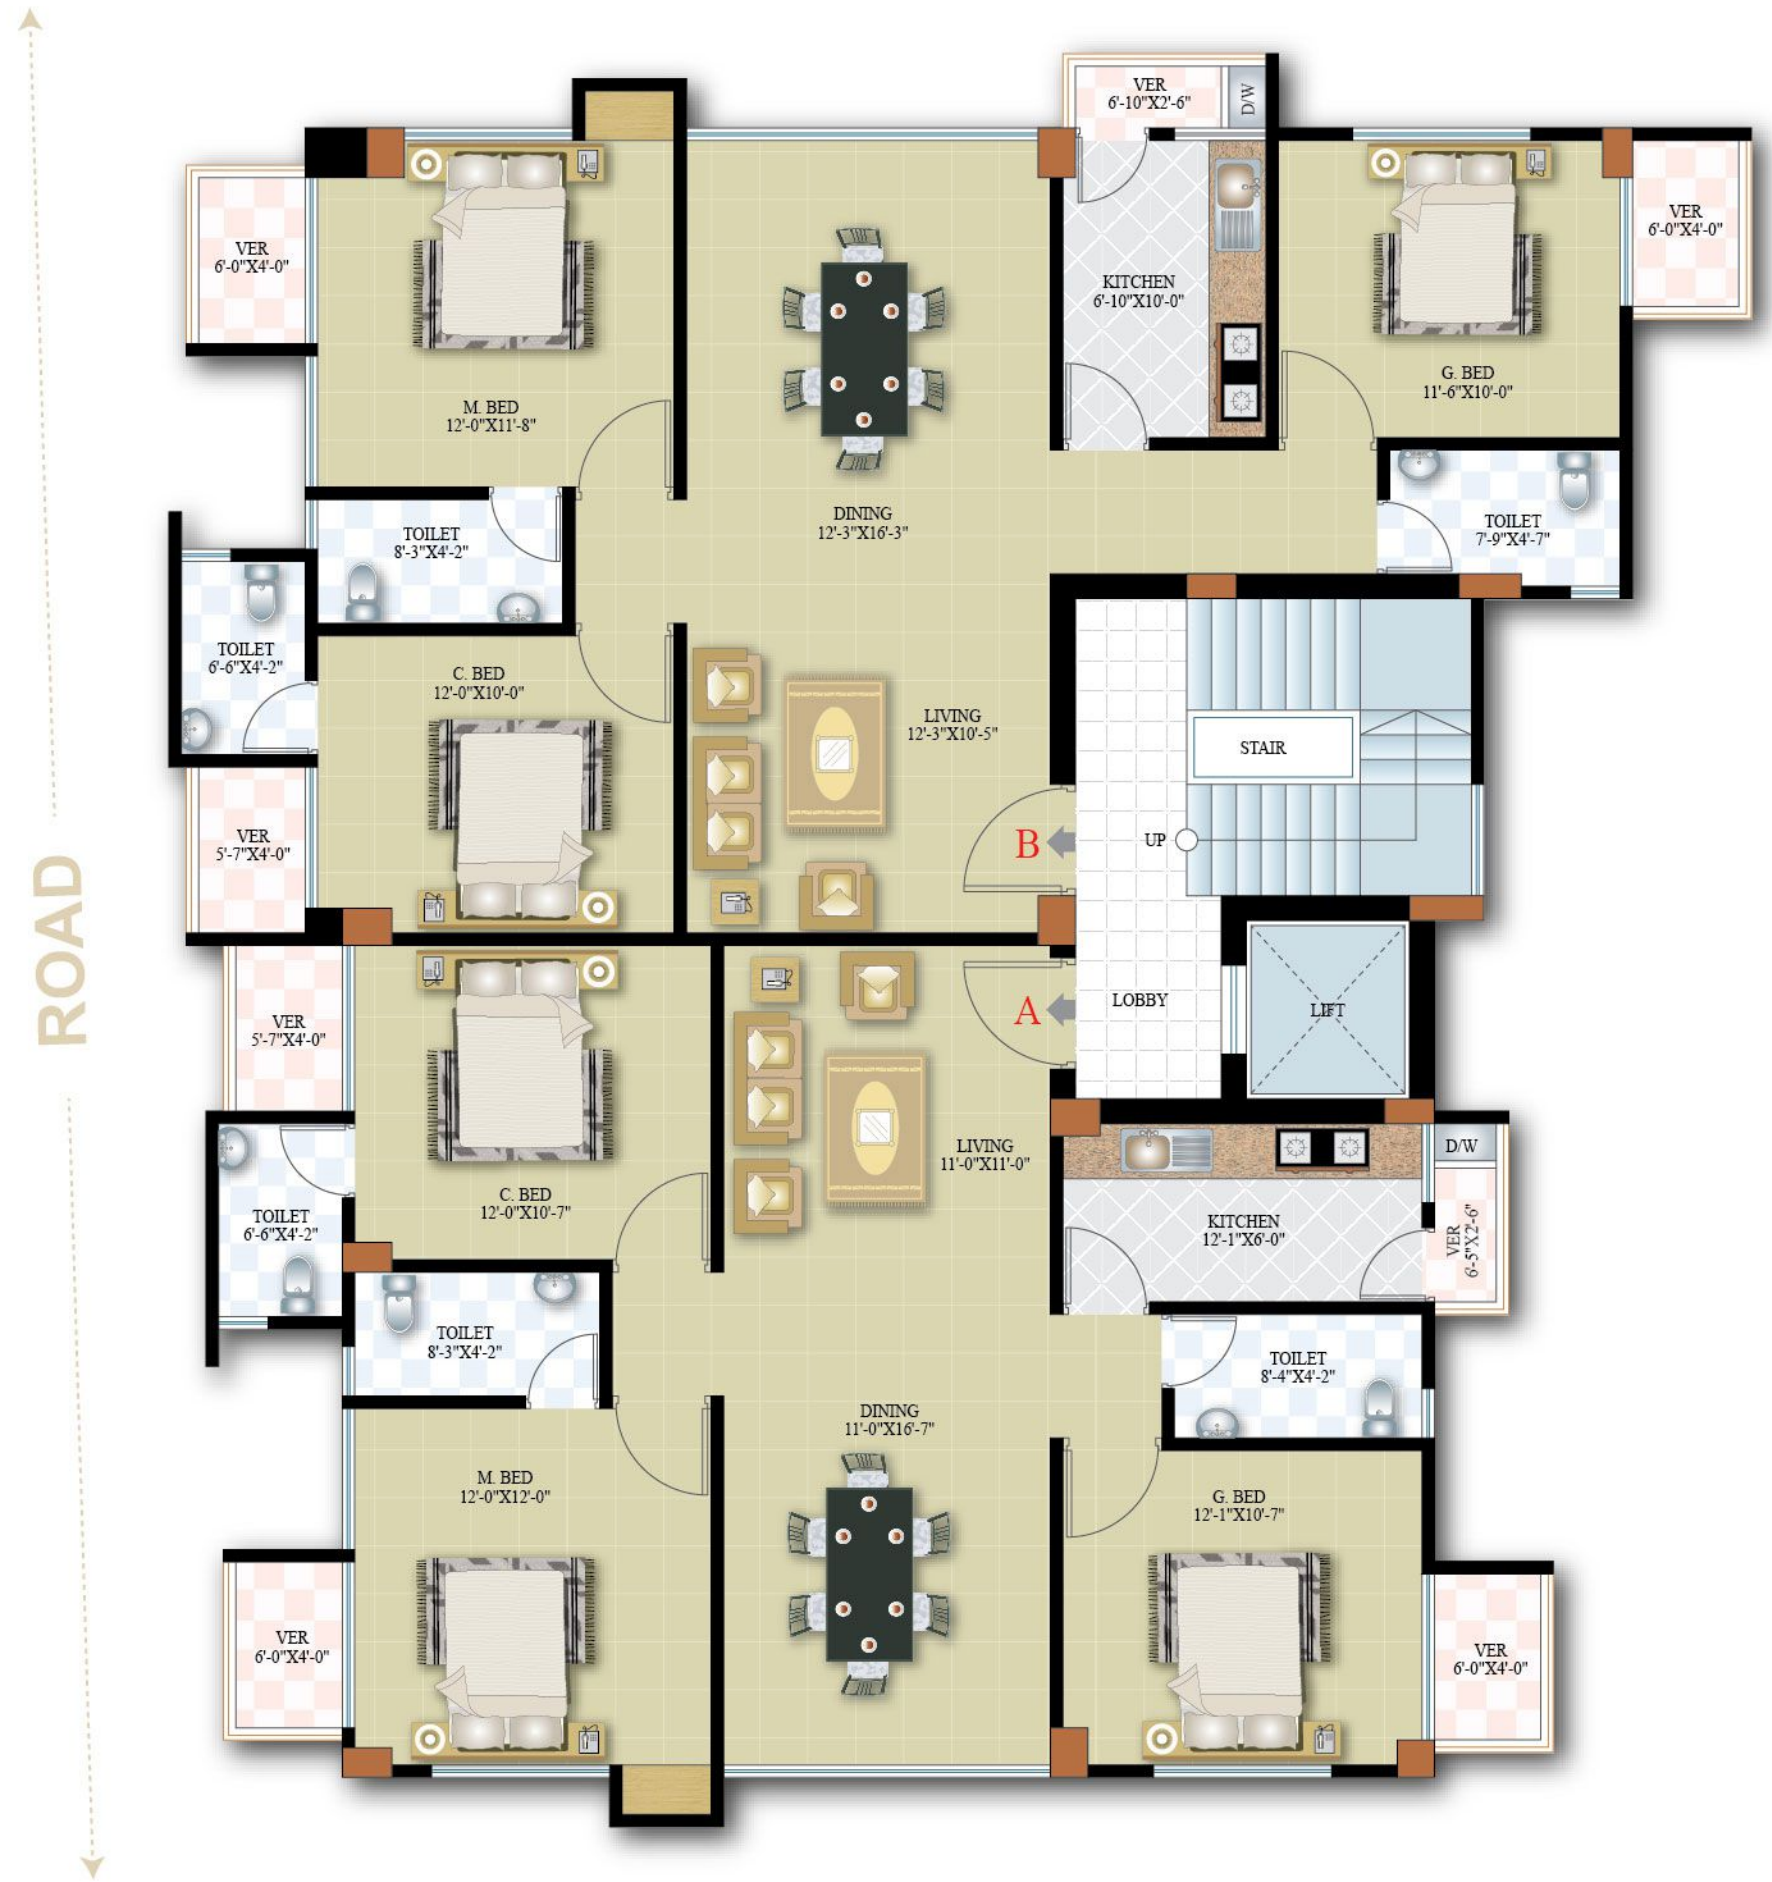 VER
6'-10"X2'-6"
D/W
VER
6'-0"X4'-0"
VER
6'-0"X4'-0"
KITCHEN
6'-10"X10'-0"
G. BED
11'-6"X10'-0"
M. BED
12'-0"X11'-8"
DINING
12'-3"X16'-3"
TOILET
7'-9"X4'-7"
TOILET
8'-3"X4'-2"
TOILET
6'-6"X4'-2"
C. BED
12'-0"X10'-0"
LIVING
12'-3"X10'-5"
STAIR
VER
5'-7"X4'-0"
B
UP
ROAD
VER
5'-7"X4'-0"
A
LOBBY
LIFT
LIVING
11'-0"X11'-0"
D/W
C. BED
12'-0"X10'-7"
TOILET
6'-6"X4'-2"
KITCHEN
12'-1"X6'-0"
VER
6'-5"X2'-6"
TOILET
8'-3"X4'-2"
TOILET
8'-4"X4'-2"
DINING
11'-0"X16'-7"
M. BED
12'-0"X12'-0"
G. BED
12'-1"X10'-7"
VER
6'-0"X4'-0"
VER
6'-0"X4'-0"